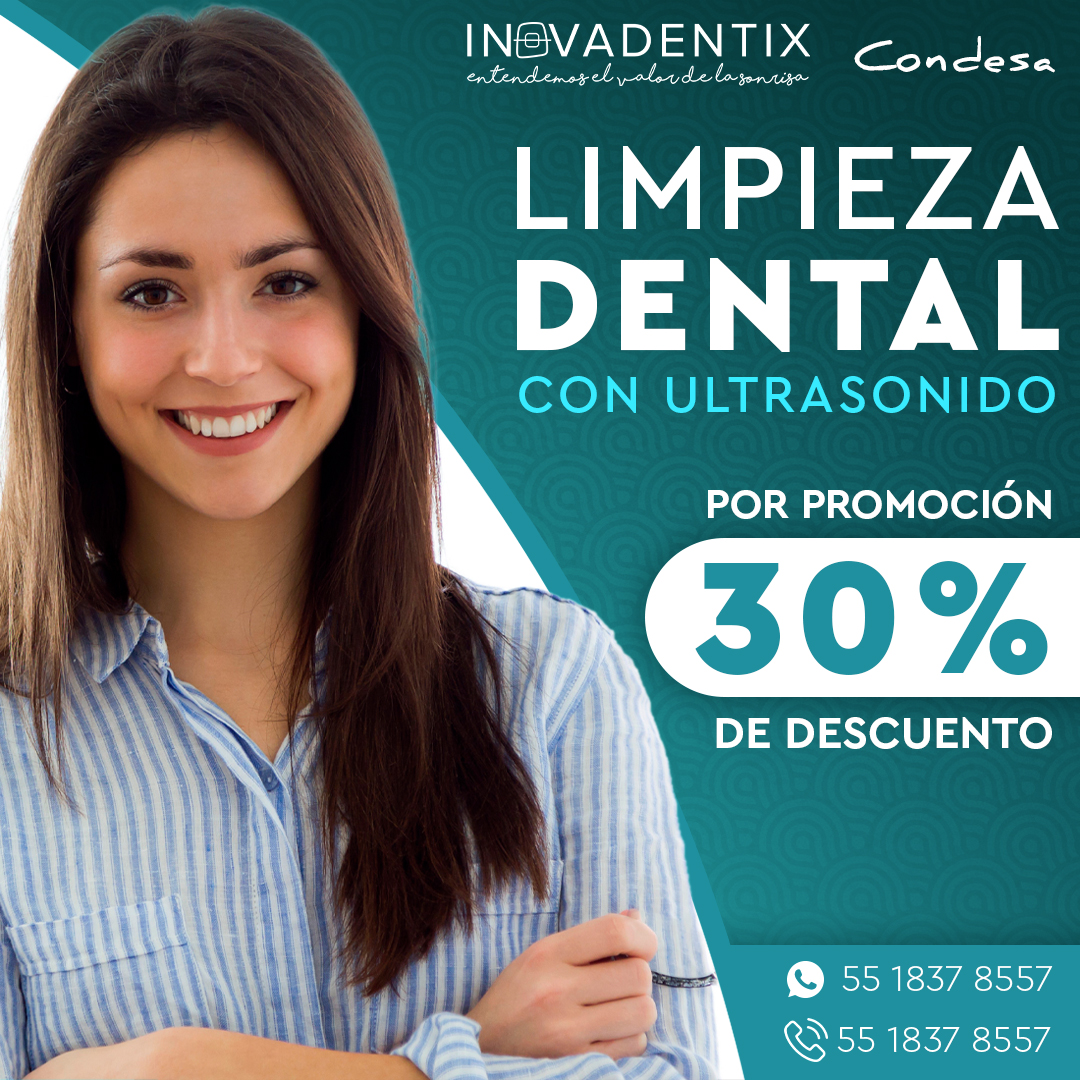 INOVADENTIX
entendemos el valor de la sonrisa
Condesa
LIMPIEZA
DENTAL
CON ULTRASONIDO
POR PROMOCIÓN
30%
DE DESCUENTO
55 1837 8557
55 1837 8557